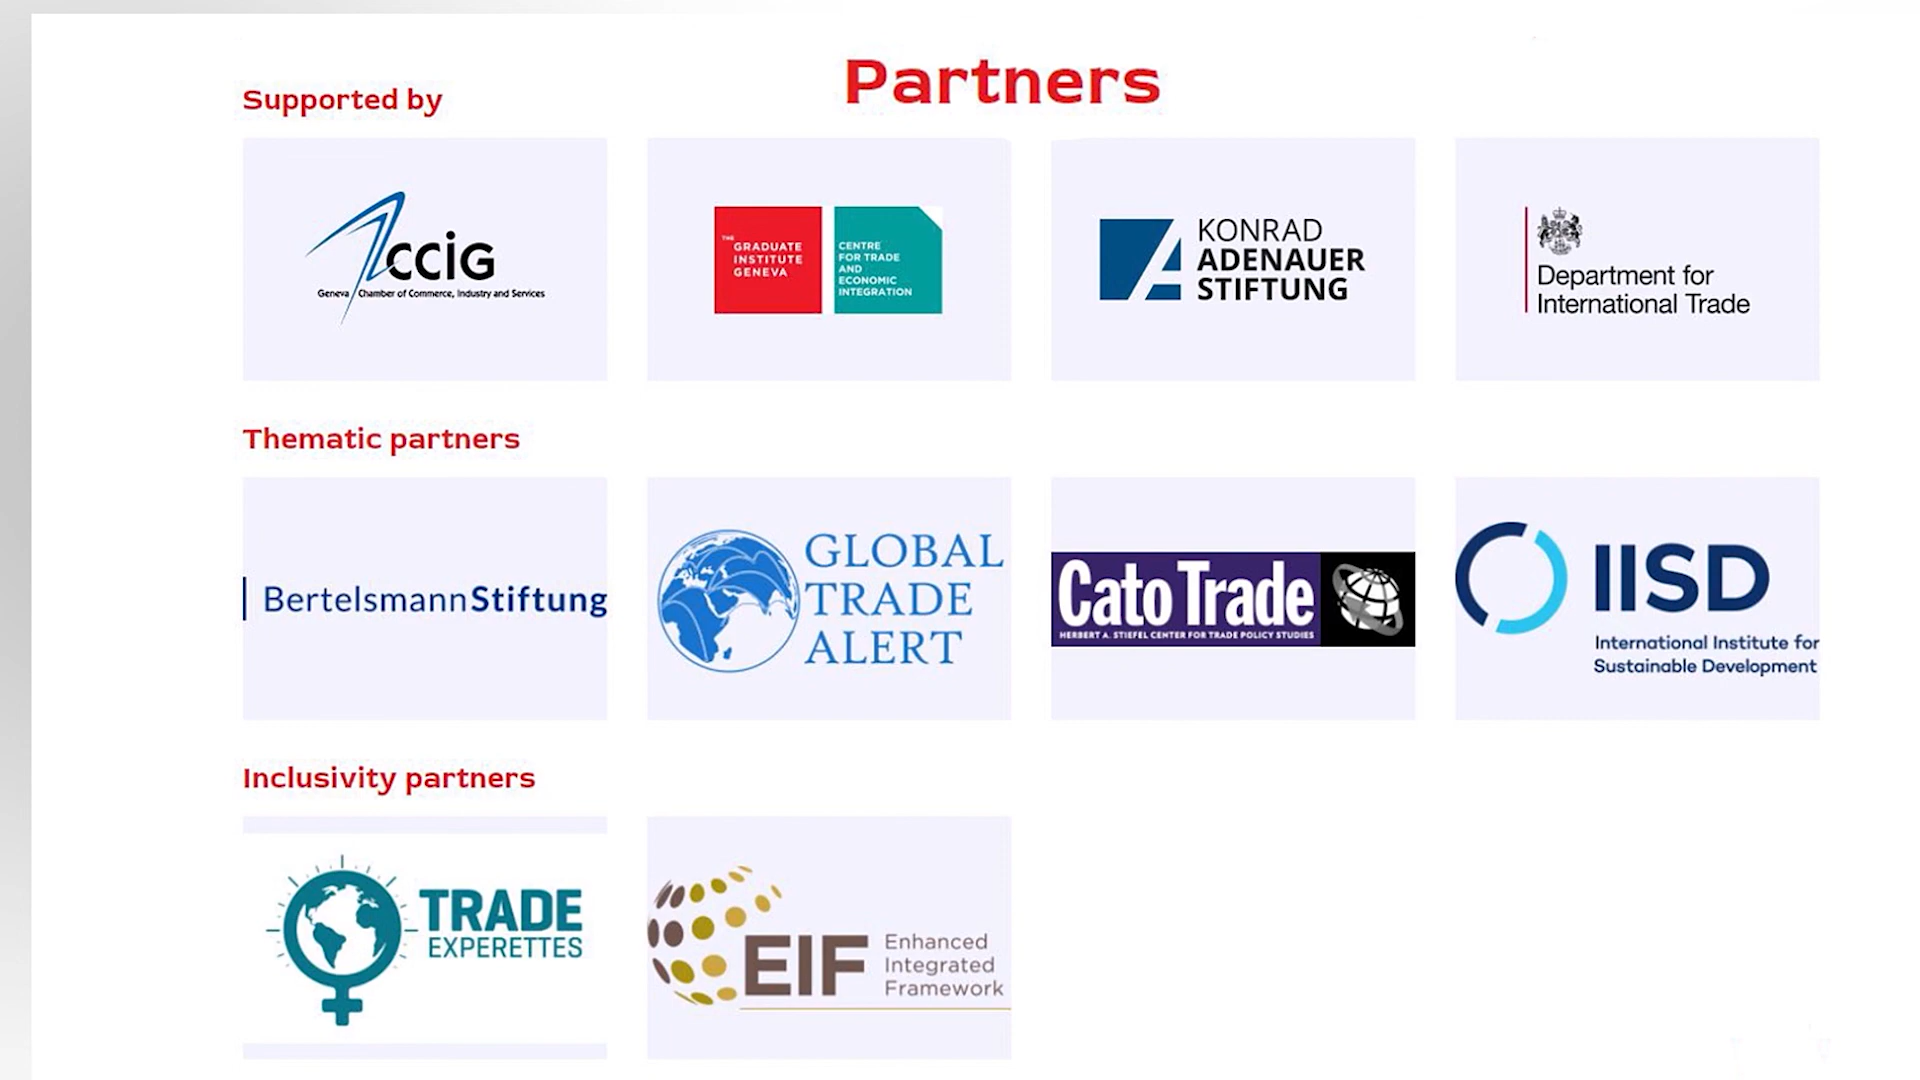 Partners
Supported by
CCIG
Geneva Chamber of Commerce, Industry and Services
THE
GRADUATE
INSTITUTE
GENEVA
CENTRE
FOR TRADE
AND
ECONOMIC
INTEGRATION
KONRAD
ADENAUER
STIFTUNG
Department for
International Trade
Thematic partners
BertelsmannStiftung
GLOBAL
TRADE
ALERT
Cato Trade
HERBERT A. STIEFEL CENTER FOR TRADE POLICY STUDIES
IISD
International Institute for
Sustainable Development
Inclusivity partners
TRADE
EXPERETTES
EIF
Enhanced
Integrated
Framework